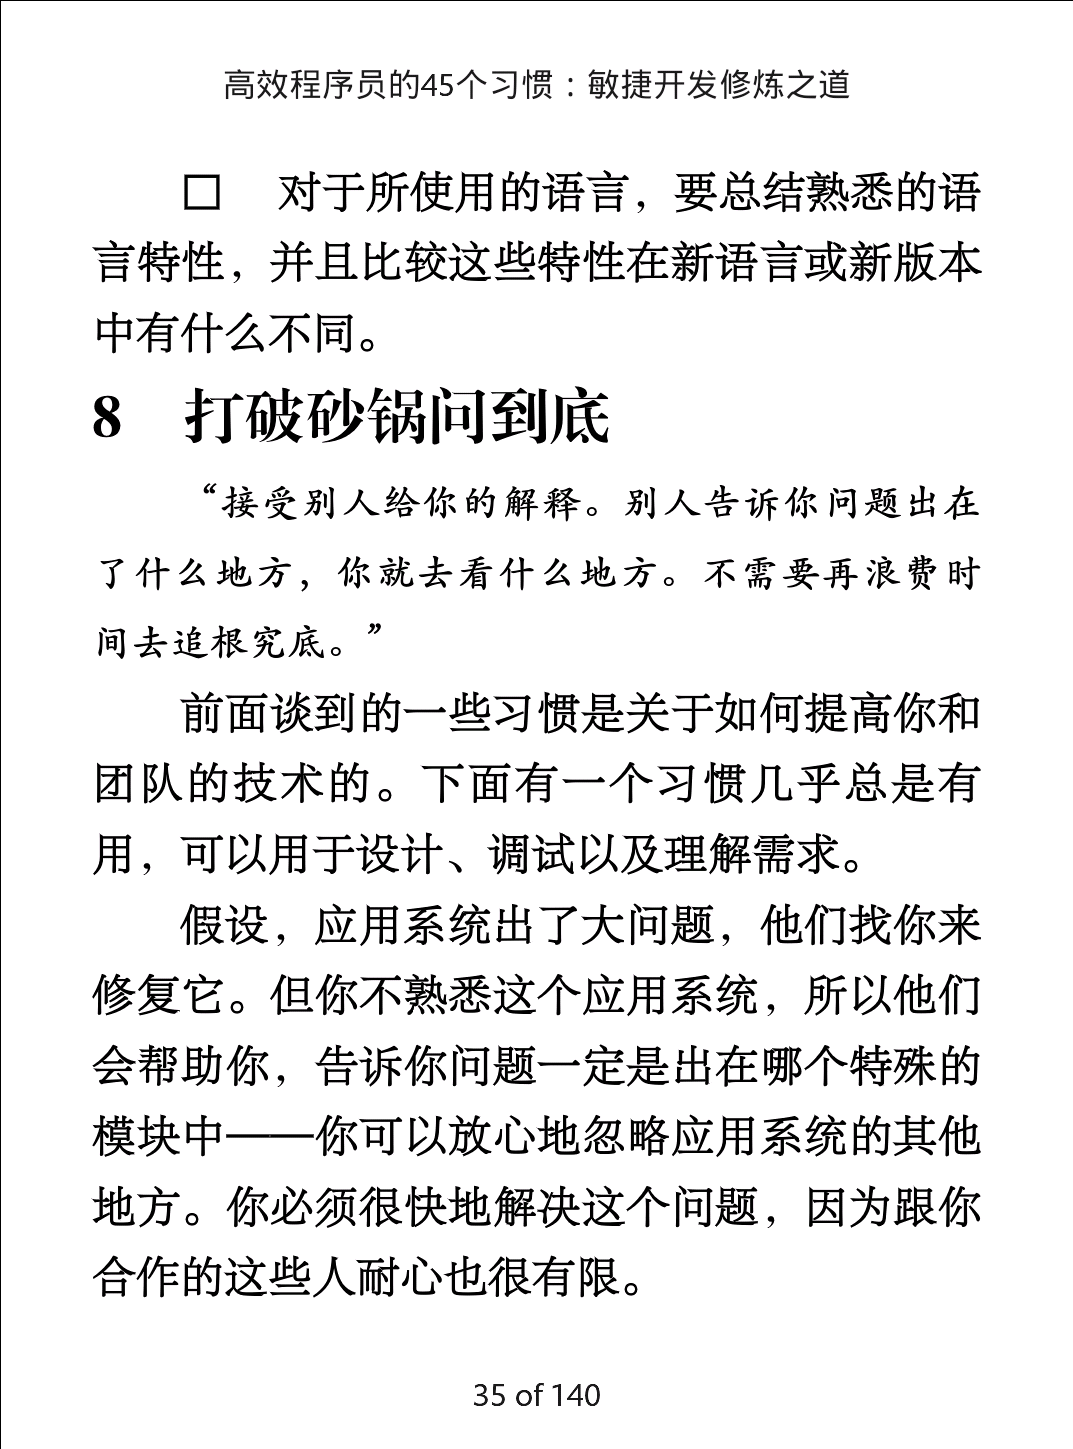 高效程序员的45个习惯：敏捷开发修炼之道
□ 对于所使用的语言，要总结熟悉的语
言特性，并且比较这些特性在新语言或新版本
中有什么不同。
8 打破砂锅问到底
“接受别人给你的解释。别人告诉你问题出在
了什么地方，你就去看什么地方。不需要再浪费时
间去追根究底。”
前面谈到的一些习惯是关于如何提高你和
团队的技术的。下面有一个习惯几乎总是有
用，可以用于设计、调试以及理解需求。
假设，应用系统出了大问题，他们找你来
修复它。但你不熟悉这个应用系统，所以他们
会帮助你，告诉你问题一定是出在哪个特殊的
模块中——你可以放心地忽略应用系统的其他
地方。你必须很快地解决这个问题，因为跟你
合作的这些人耐心也很有限。
35 of 140